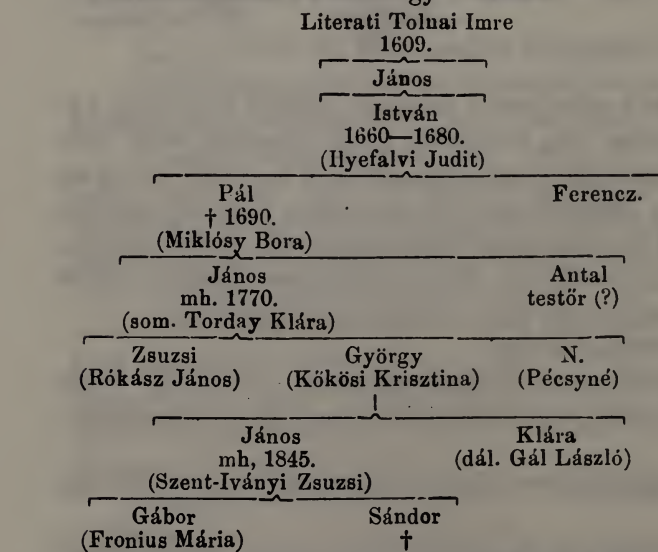 Literati Tolnai Imre
1609.
János
István
1660—1680.
(Ilyefalvi Judit)
Pál Ferencz.
† 1690.
(Miklósy Bora)
János Antal
mh. 1770. testőr (?)
(som. Torday Klára)
Zsuzsi György N.
(Rókász János) (Kökösi Krisztina) (Pécsyné)
János Klára
mh, 1845. (dál. Gál László)
(Szent-Iványi Zsuzsi)
Gábor Sándor
(Fronius Mária) †